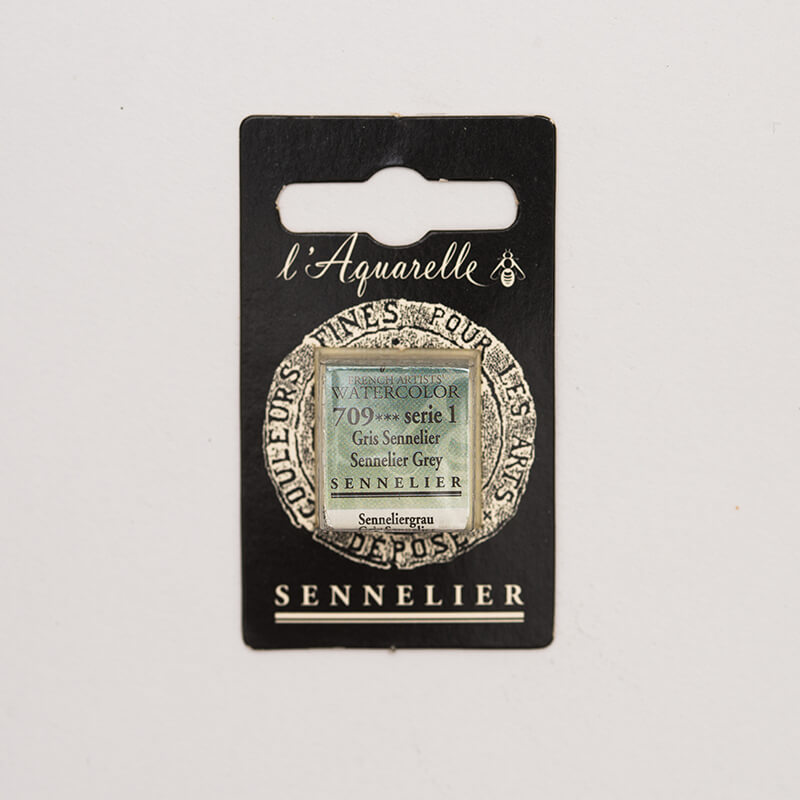 l'Aquarelle
COULEURS FINES POUR LES ARTS
DÉPOSÉ
FRENCH ARTISTS'
WATERCOLOR
709*** serie 1
Gris Sennelier
Sennelier Grey
SENNELIER
Senneliergrau
SENNELIER